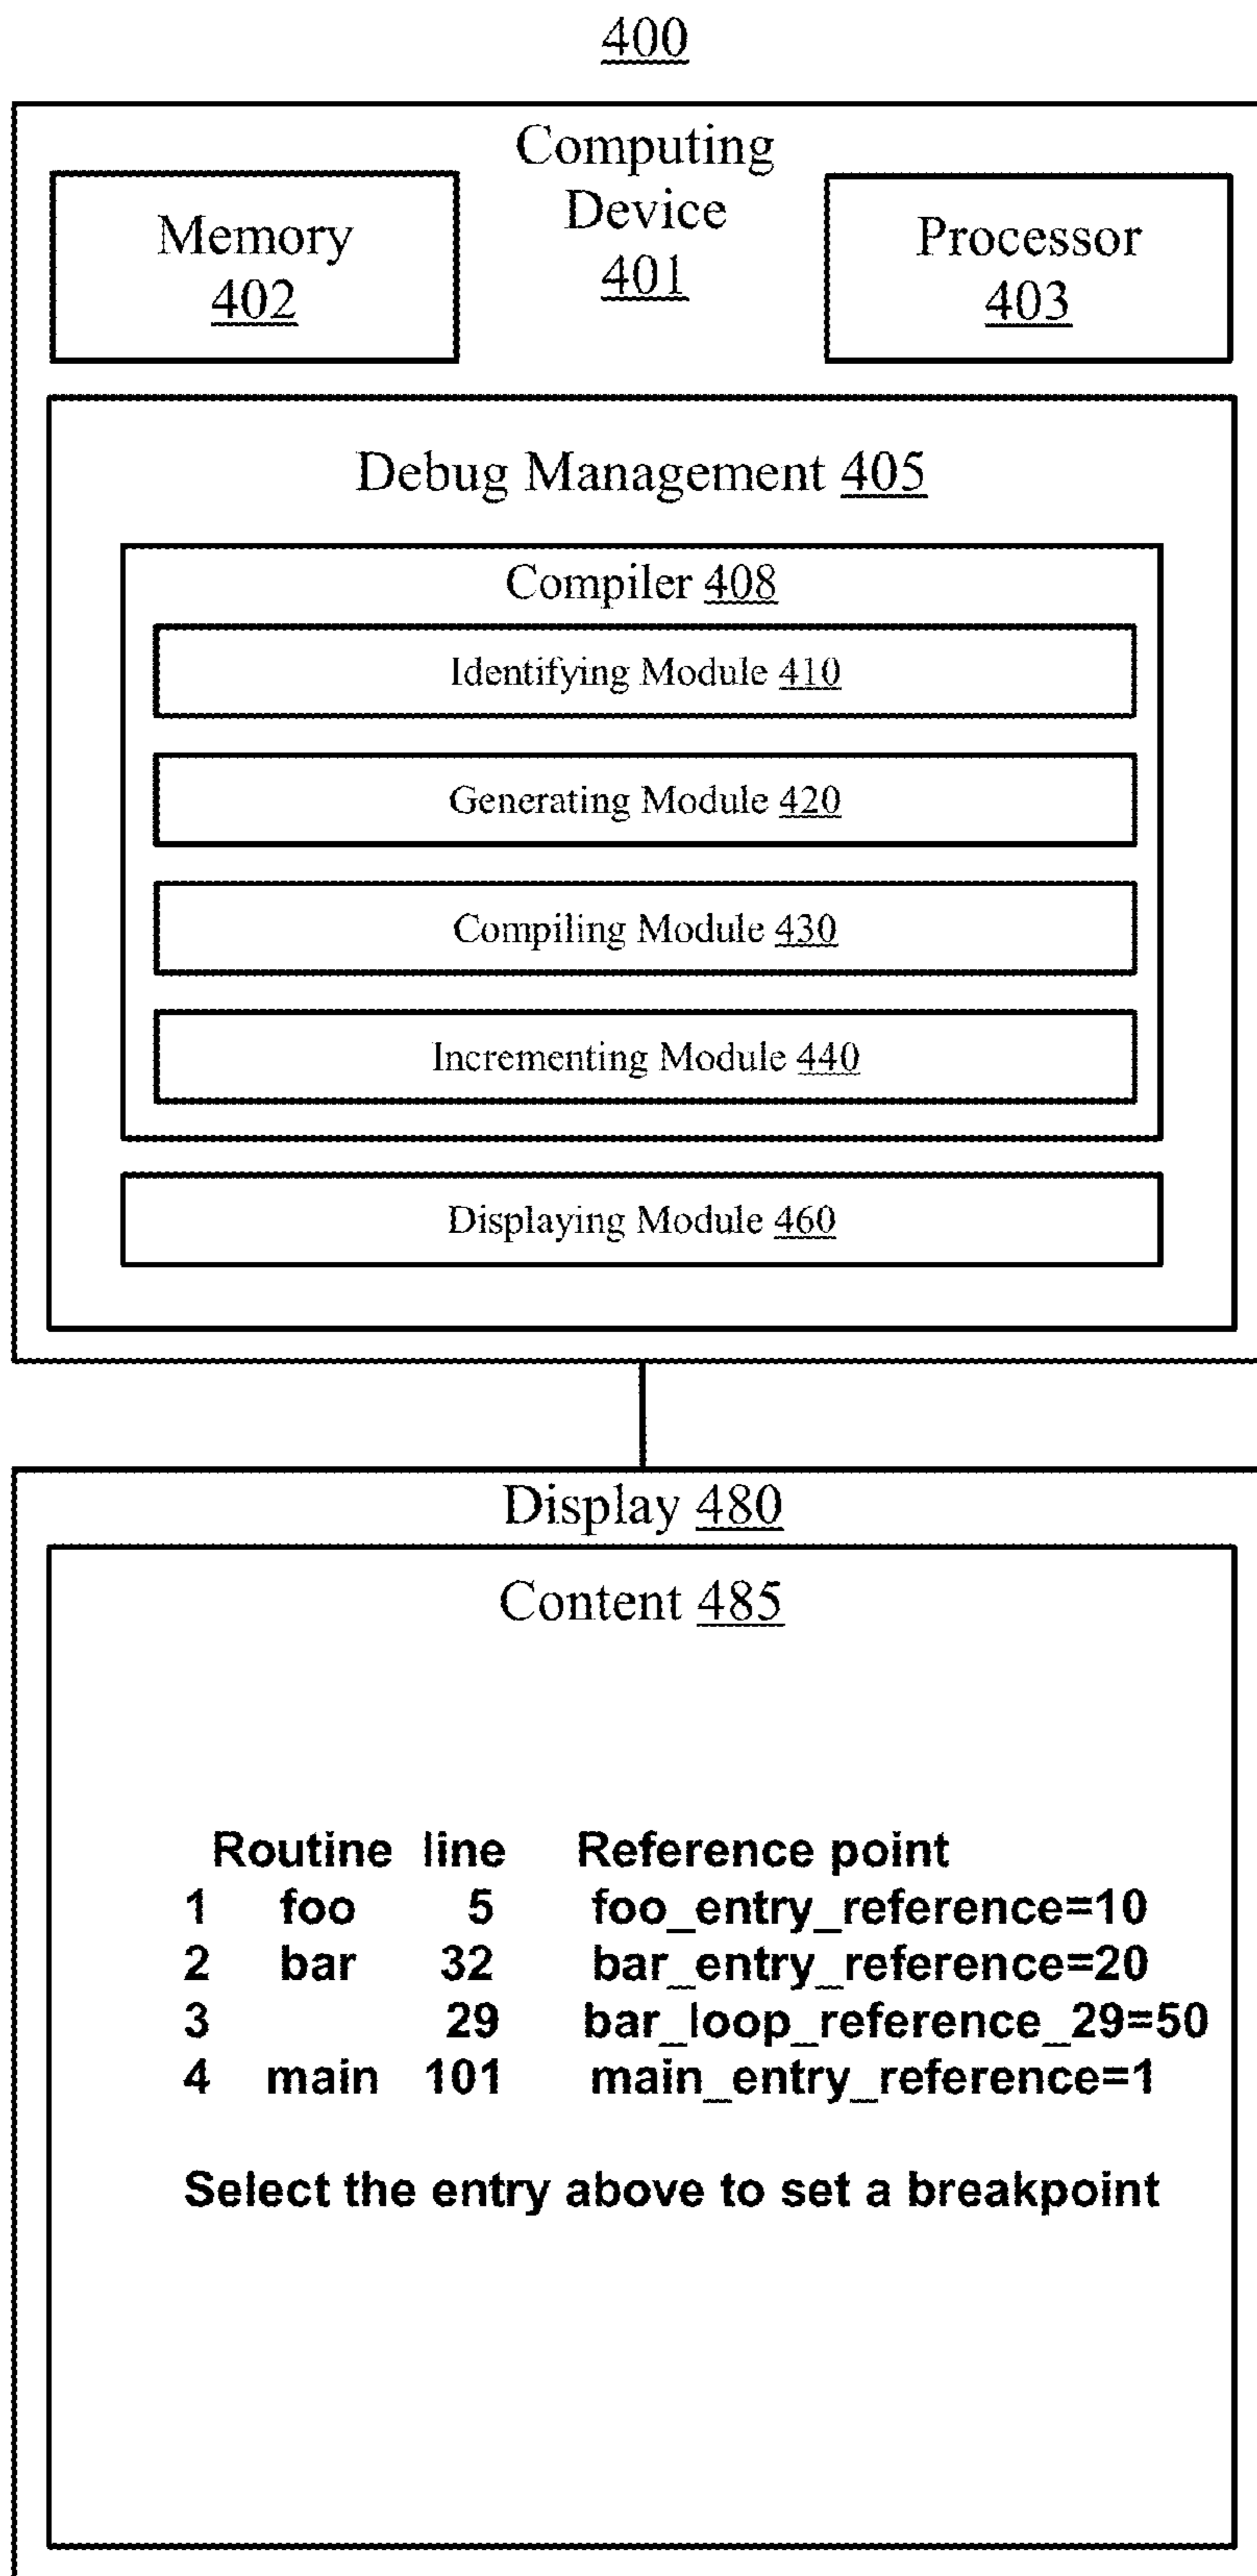 400
Computing
Device
401
Memory
402
Processor
403
Debug Management 405
Compiler 408
Identifying Module 410
Generating Module 420
Compiling Module 430
Incrementing Module 440
Displaying Module 460
Display 480
Content 485
Routine line Reference point
1 foo 5 foo_entry_reference=10
2 bar 32 bar_entry_reference=20
3 29 bar_loop_reference_29=50
4 main 101 main_entry_reference=1
Select the entry above to set a breakpoint